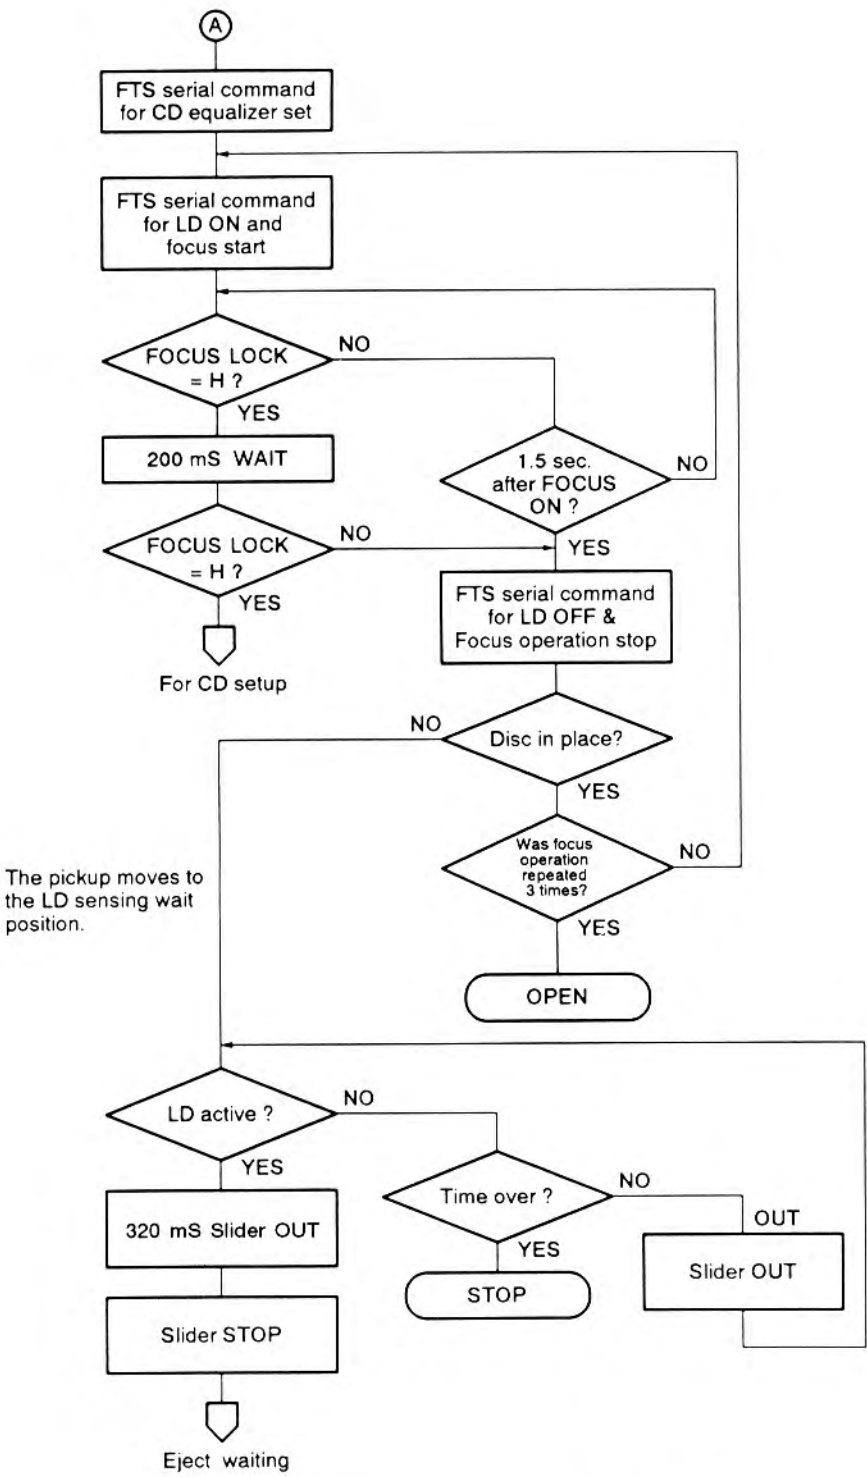 A
FTS serial command
for CD equalizer set
FTS serial command
for LD ON and
focus start
FOCUS LOCK
= H ?
NO
YES
200 mS WAIT
1.5 sec.
after FOCUS
ON ?
NO
YES
FOCUS LOCK
= H ?
NO
YES
For CD setup
FTS serial command
for LD OFF &
Focus operation stop
Disc in place?
NO
YES
Was focus
operation
repeated
3 times?
NO
YES
OPEN
The pickup moves to
the LD sensing wait
position.
LD active ?
NO
YES
Time over ?
NO
YES
STOP
OUT
Slider OUT
320 mS Slider OUT
Slider STOP
Eject waiting